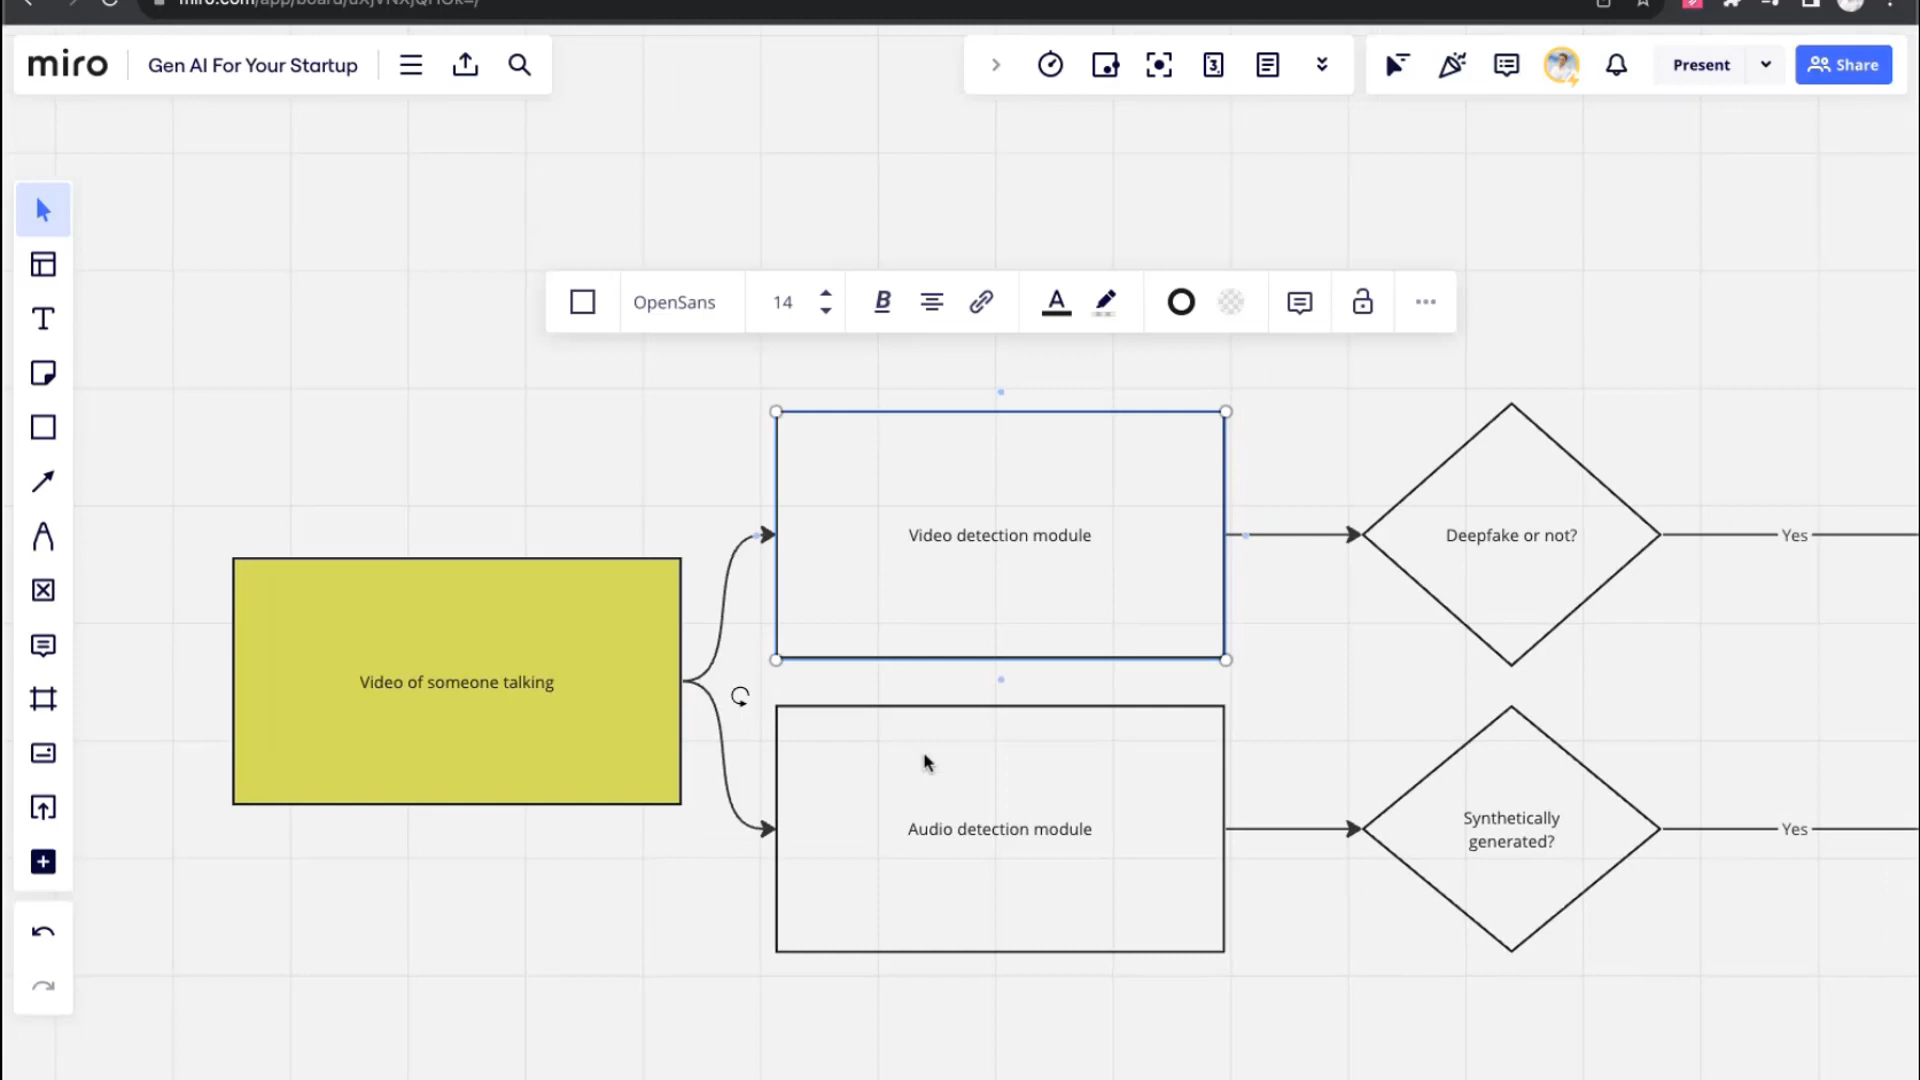 miro
Gen AI For Your Startup
3
Present
Share
OpenSans
14
B
A
Video detection module
Deepfake or not?
Yes
Video of someone talking
Audio detection module
Synthetically
generated?
Yes